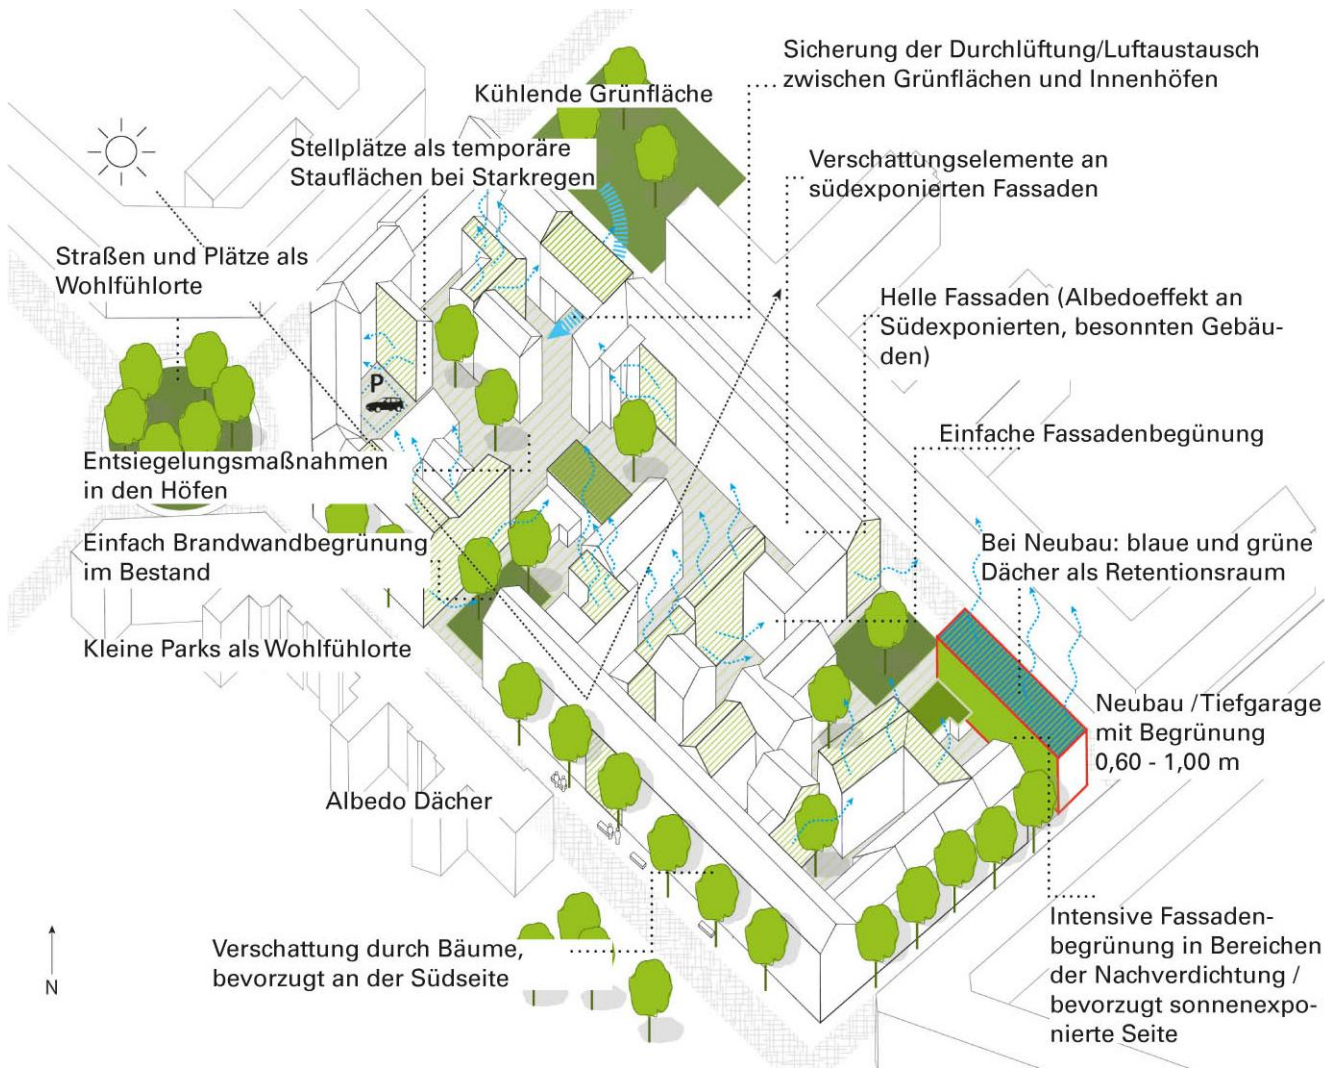 Sicherung der Durchlüftung/Luftaustausch
zwischen Grünflächen und Innenhöfen
Kühlende Grünfläche
Stellplätze als temporäre
Stauflächen bei Starkregen
Verschattungselemente an
südexponierten Fassaden
Straßen und Plätze als
Wohlfühlorte
Helle Fassaden (Albedoeffekt an
Südexponierten, besonnten Gebäu-
den)
P
Einfache Fassadenbegünung
Entsiegelungsmaßnahmen
in den Höfen
Einfach Brandwandbegrünung
im Bestand
Bei Neubau: blaue und grüne
Dächer als Retentionsraum
Kleine Parks als Wohlfühlorte
Neubau / Tiefgarage
mit Begrünung
0,60 - 1,00 m
Albedo Dächer
Verschattung durch Bäume,
bevorzugt an der Südseite
Intensive Fassaden-
begrünung in Bereichen
der Nachverdichtung /
bevorzugt sonnenexpo-
nierte Seite
N